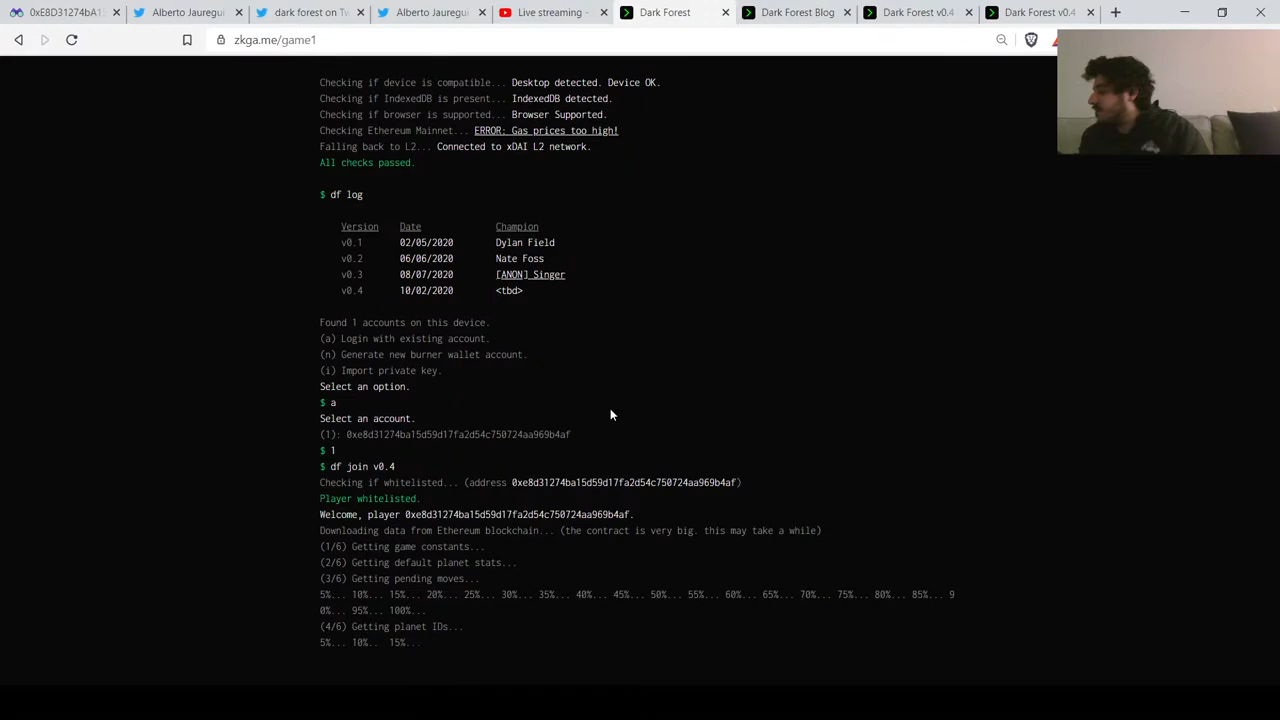 0xE8D31274bA1
Alberto Jauregui
dark forest on Tw
Alberto Jauregui
Live streaming -
Dark Forest
Dark Forest Blog
Dark Forest v0.4
Dark Forest v0.4
zkga.me/game1
Checking if device is compatible... Desktop detected. Device OK.
Checking if IndexedDB is present... IndexedDB detected.
Checking if browser is supported... Browser Supported.
Checking Ethereum Mainnet... ERROR: Gas prices too high!
Falling back to L2... Connected to xDAI L2 network.
All checks passed.
$ df log
Version Date Champion
v0.1 02/05/2020 Dylan Field
v0.2 06/06/2020 Nate Foss
v0.3 08/07/2020 [ANON] Singer
v0.4 10/02/2020 <tbd>
Found 1 accounts on this device.
(a) Login with existing account.
(n) Generate new burner wallet account.
(i) Import private key.
Select an option.
$ a
Select an account.
(1): 0xe8d31274ba15d59d17fa2d54c750724aa969b4af
$ 1
$ df join v0.4
Checking if whitelisted... (address 0xe8d31274ba15d59d17fa2d54c750724aa969b4af)
Player whitelisted.
Welcome, player 0xe8d31274ba15d59d17fa2d54c750724aa969b4af.
Downloading data from Ethereum blockchain... (the contract is very big. this may take a while)
(1/6) Getting game constants...
(2/6) Getting default planet stats...
(3/6) Getting pending moves...
5%... 10%... 15%... 20%... 25%... 30%... 35%... 40%... 45%... 50%... 55%... 60%... 65%... 70%... 75%... 80%... 85%... 9
0%... 95%... 100%...
(4/6) Getting planet IDs...
5%... 10%.. 15%...